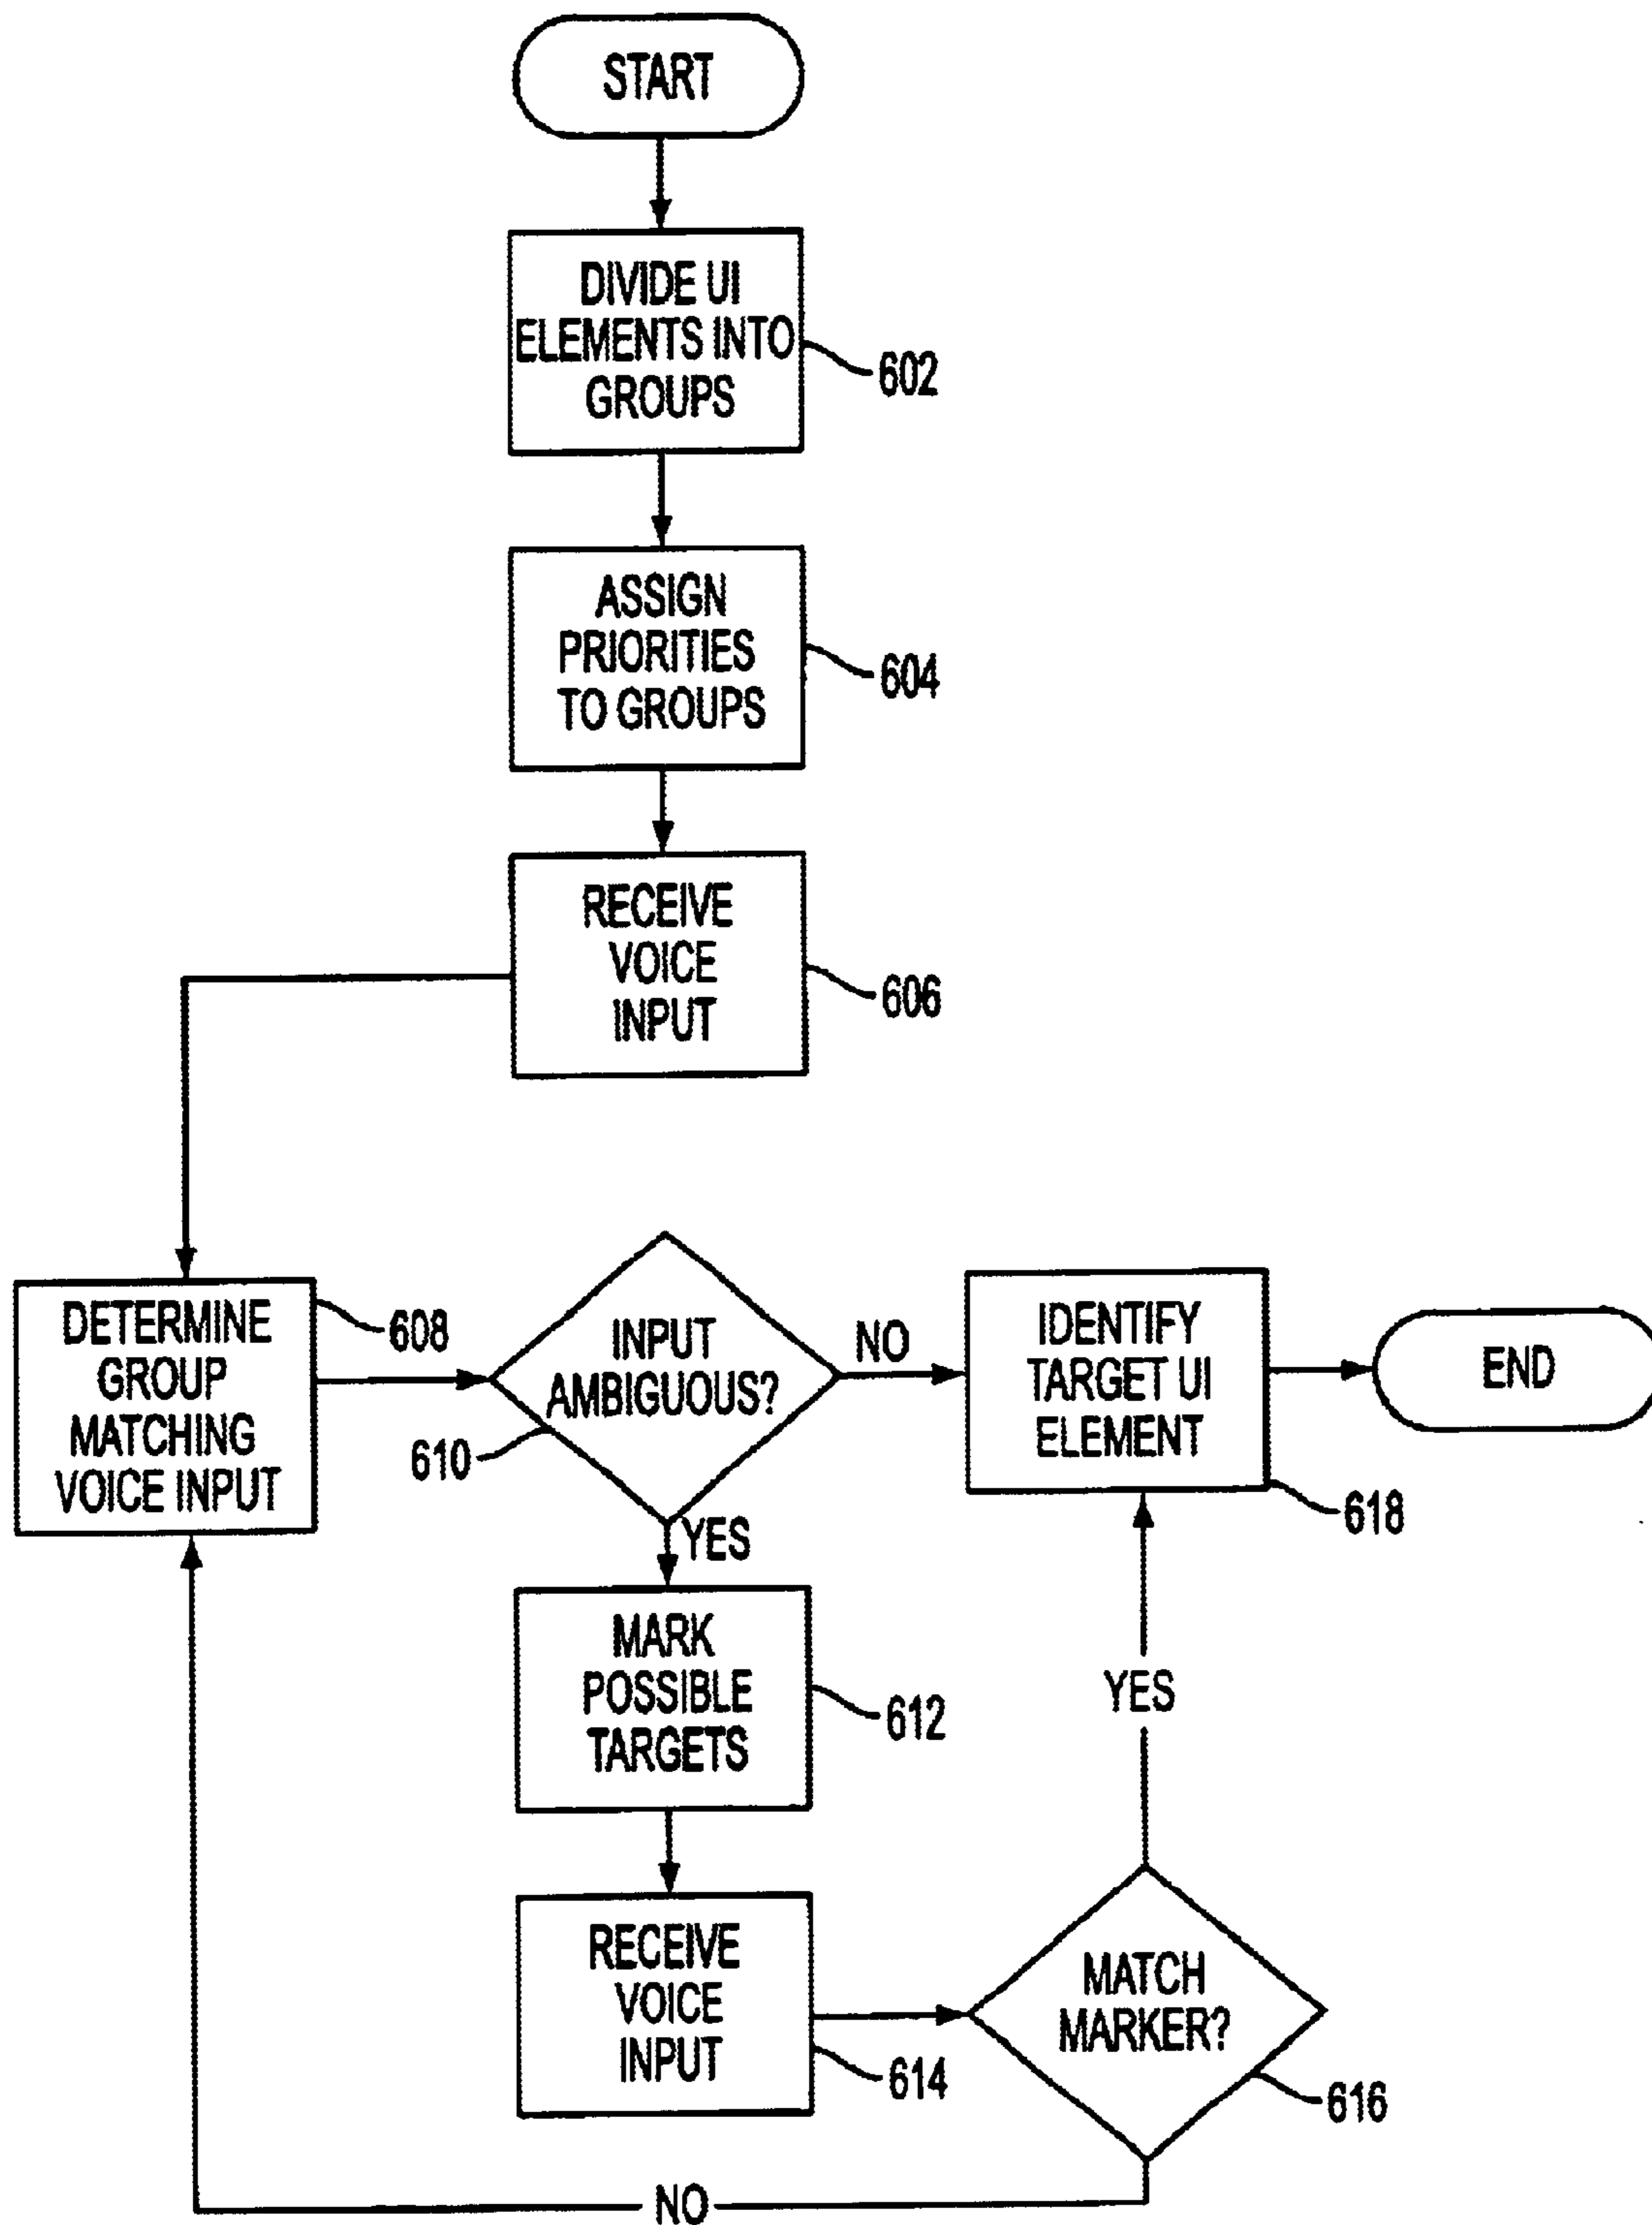 START
DIVIDE UI
ELEMENTS INTO
GROUPS
602
ASSIGN
PRIORITIES
TO GROUPS
604
RECEIVE
VOICE
INPUT
606
DETERMINE
GROUP
MATCHING
VOICE INPUT
608
INPUT
AMBIGUOUS?
610
NO
IDENTIFY
TARGET UI
ELEMENT
618
END
YES
MARK
POSSIBLE
TARGETS
612
YES
RECEIVE
VOICE
INPUT
614
MATCH
MARKER?
616
NO